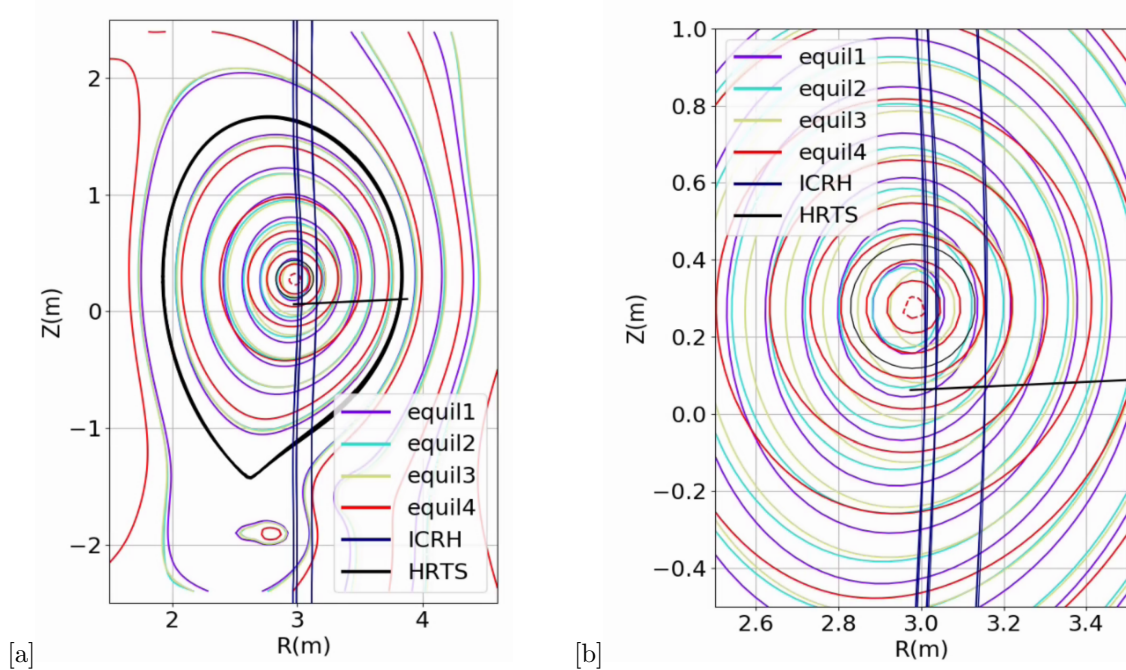 2
1
0
−1
−2
Z(m)
2
3
4
R(m)
equil1
equil2
equil3
equil4
ICRH
HRTS
[a]
1.0
0.8
0.6
0.4
0.2
0.0
−0.2
−0.4
Z(m)
2.6
2.8
3.0
3.2
3.4
R(m)
equil1
equil2
equil3
equil4
ICRH
HRTS
[b]